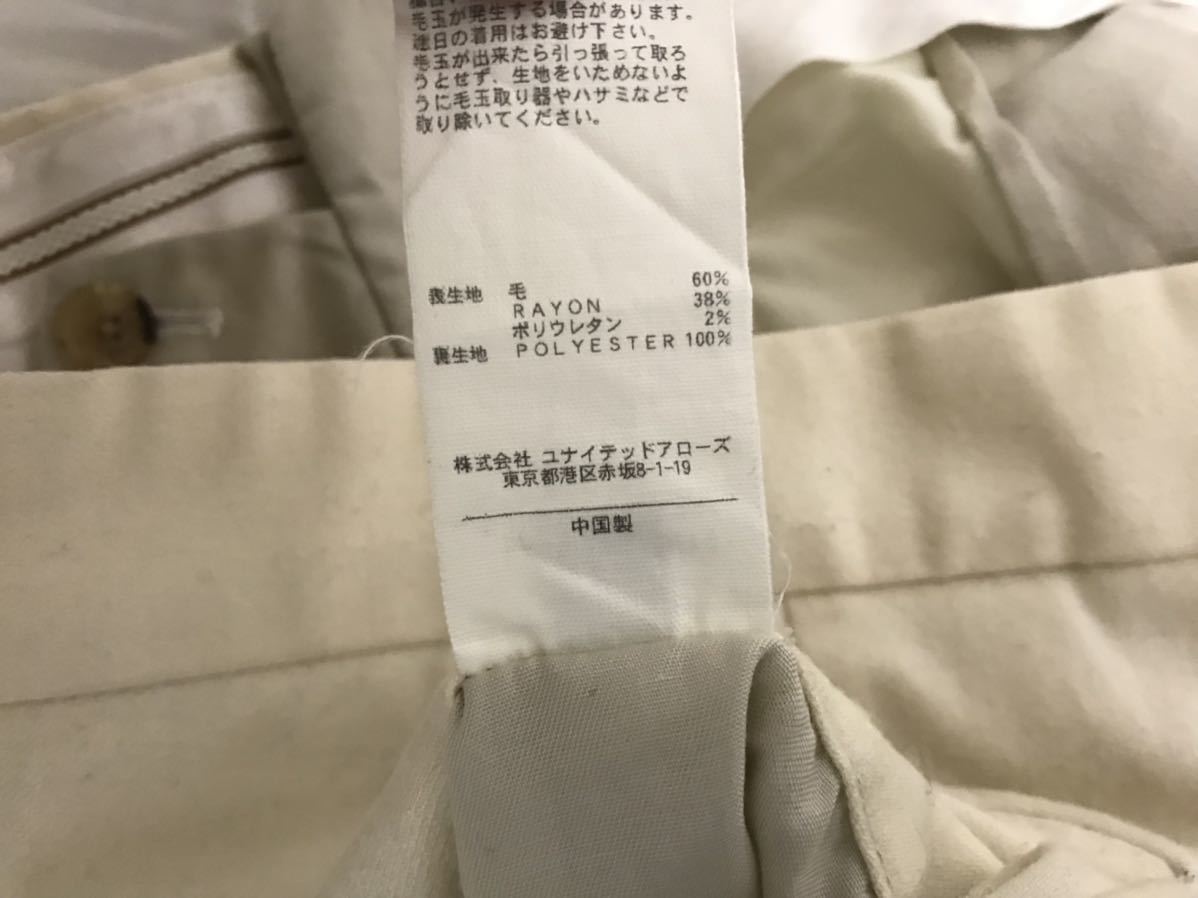 毛玉が発生する場合があります。
連日の着用はお避け下さい。
毛玉が出来たら引っ張って取ろ
うとせず、生地をいためないよ
うに毛玉取り器やハサミなどで
取り除いてください。
表生地 毛 60%
RAYON 38%
ポリウレタン 2%
裏生地 POLYESTER 100%
株式会社 ユナイテッドアローズ
東京都港区赤坂8-1-19
中国製